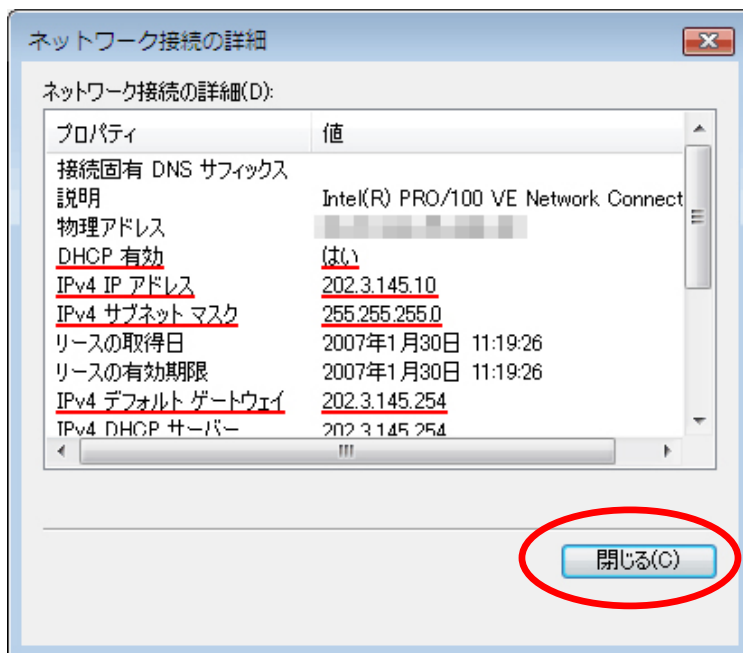 ネットワーク接続の詳細
ネットワーク接続の詳細(D):
プロパティ 値
接続固有 DNS サフィックス
説明 Intel(R) PRO/100 VE Network Connect
物理アドレス
DHCP 有効 はい
IPv4 IP アドレス 202.3.145.10
IPv4 サブネット マスク 255.255.255.0
リースの取得日 2007年1月30日 11:19:26
リースの有効期限 2007年1月30日 11:19:26
IPv4 デフォルト ゲートウェイ 202.3.145.254
IPv4 DHCP サーバー 202.3.145.254
閉じる(C)